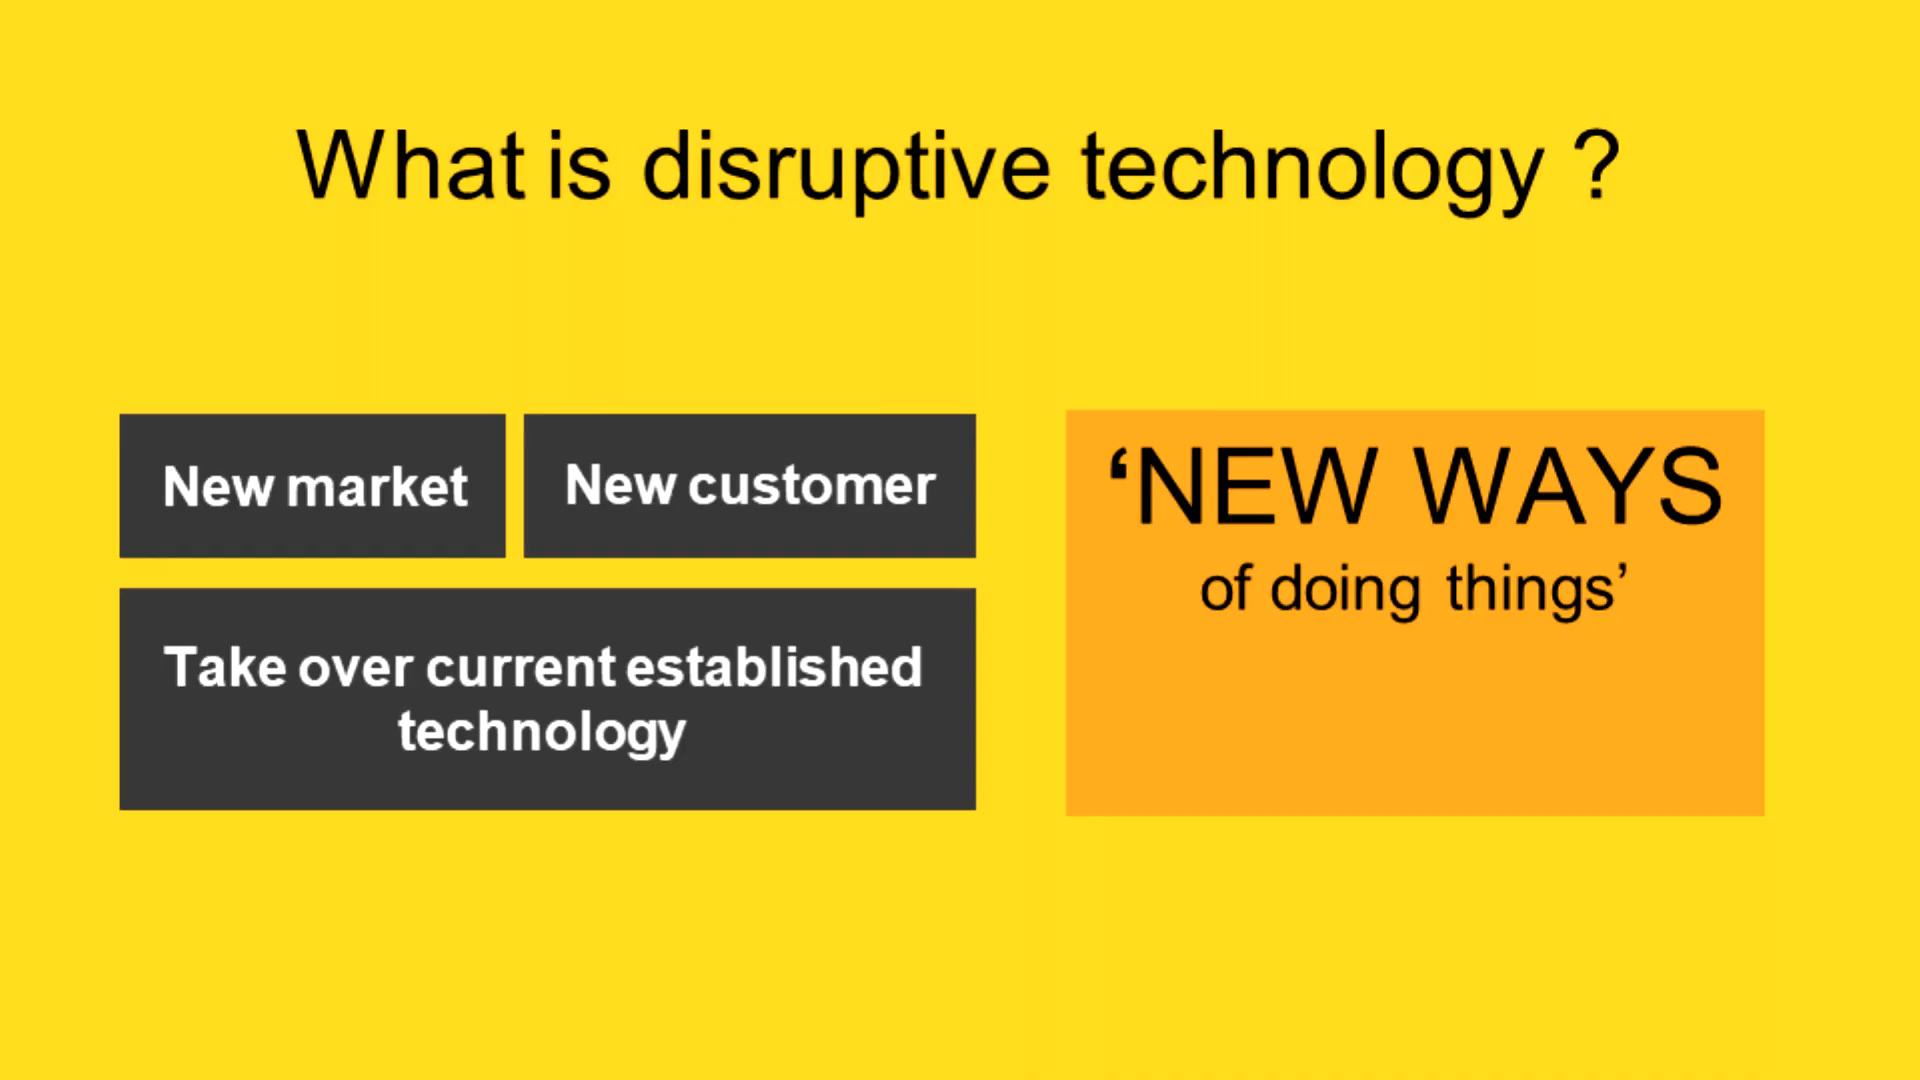 What is disruptive technology ?
New market
New customer
Take over current established
technology
‘NEW WAYS
of doing things’